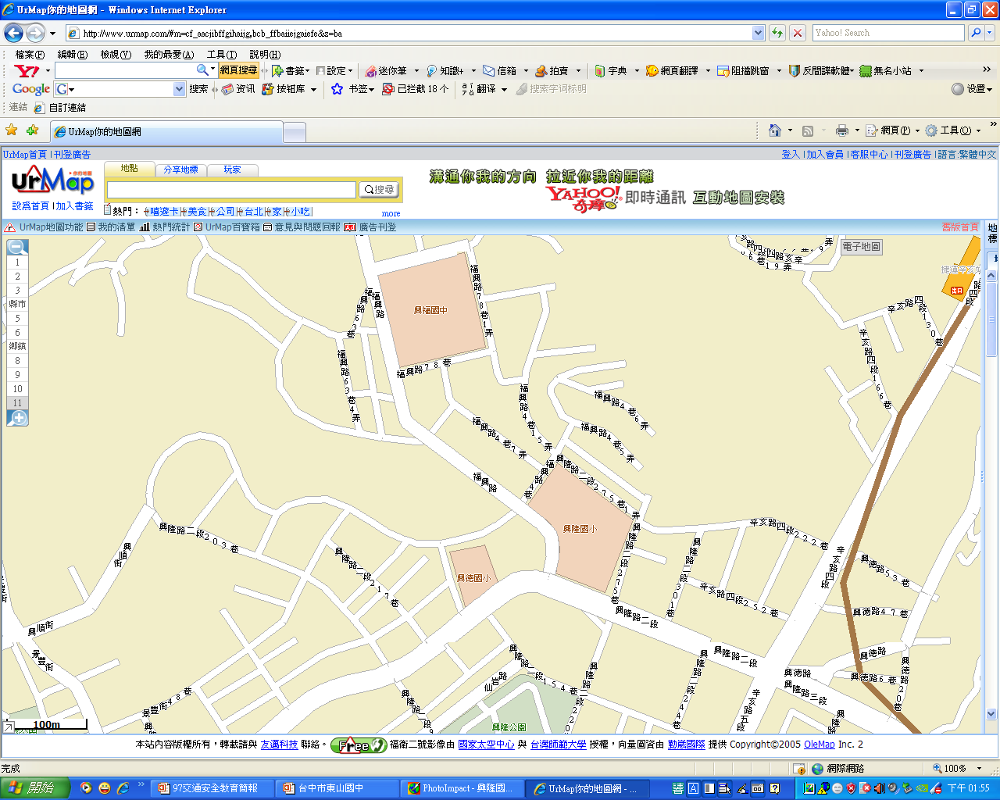 UrMap你的地圖網 - Windows Internet Explorer
http://www.urmap.com/#m=cf_aacjibffgihaijg,bcb_ffbaiiejgaiefe&z=ba
Yahoo! Search
檔案(F) 編輯(E) 檢視(V) 我的最愛(A) 工具(T) 說明(H)
Y! 網頁搜尋 書籤 設定 迷你筆 知識+ 信箱 拍賣 字典 網頁翻譯 阻擋跳窗 反間諜軟體 無名小站 »
Google G 搜索 资讯 按钮库 书签 已拦截 18 个 翻译 搜索字词标明 设置
連結 自訂連結
UrMap你的地圖網
網頁(P) 工具(O) »
UrMap首頁 | 刊登廣告
登入 | 加入會員 | 客服中心 | 刊登廣告 | 語言:繁體中文
UrMap 你的地圖
設為首頁 | 加入書籤
地點 分享地標 玩家
搜尋
熱門： 嘻遊卡 美食 公司 台北 家 小吃
more
溝通你我的方向 拉近你我的距離
YAHOO! 奇摩 即時通訊 互動地圖安裝
UrMap地圖功能 我的清單 熱門統計 UrMap百寶箱 意見與問題回報 廣告刊登
舊版首頁
地標
電子地圖
1
2
3
縣市
5
6
鄉鎮
8
9
10
11
捷運辛亥站
出口
興福國中
福興路78巷1弄
福興路
福興路63巷
福興路63巷4弄
福興路78巷
福興路4巷15弄
福興路4巷6弄
福興路4巷5弄
福興路4巷7弄
福興路
福興路4巷
興隆路二段275巷1弄
興隆國小
興隆路二段275巷
興德國小
興隆路二段203巷
興隆路二段217巷
興隆路二段
興隆路二段301巷
辛亥路四段222巷
辛亥路四段252巷
辛亥路四段130巷
辛亥路四段166巷
辛亥路四段
興德路53巷
興德路47巷
興德路
興德路6巷
興德路20巷
興隆路三段
辛亥路五段
興隆路二段154巷
仙岩路
興隆公園
興順街
興順街
景豐街
景豐街
景豐街48巷
100m
本站內容版權所有，轉載請與 友邁科技 聯絡。 Free 福衛二號影像由 國家太空中心 與 台灣師範大學 授權，向量圖資由 勤崴國際 提供 Copyright©2005 OleMap Inc. 2
完成
網際網路
100%
開始
97交通安全教育簡報
台中市東山國中
PhotoImpact - 興隆國...
UrMap你的地圖網 - ...
下午 01:55